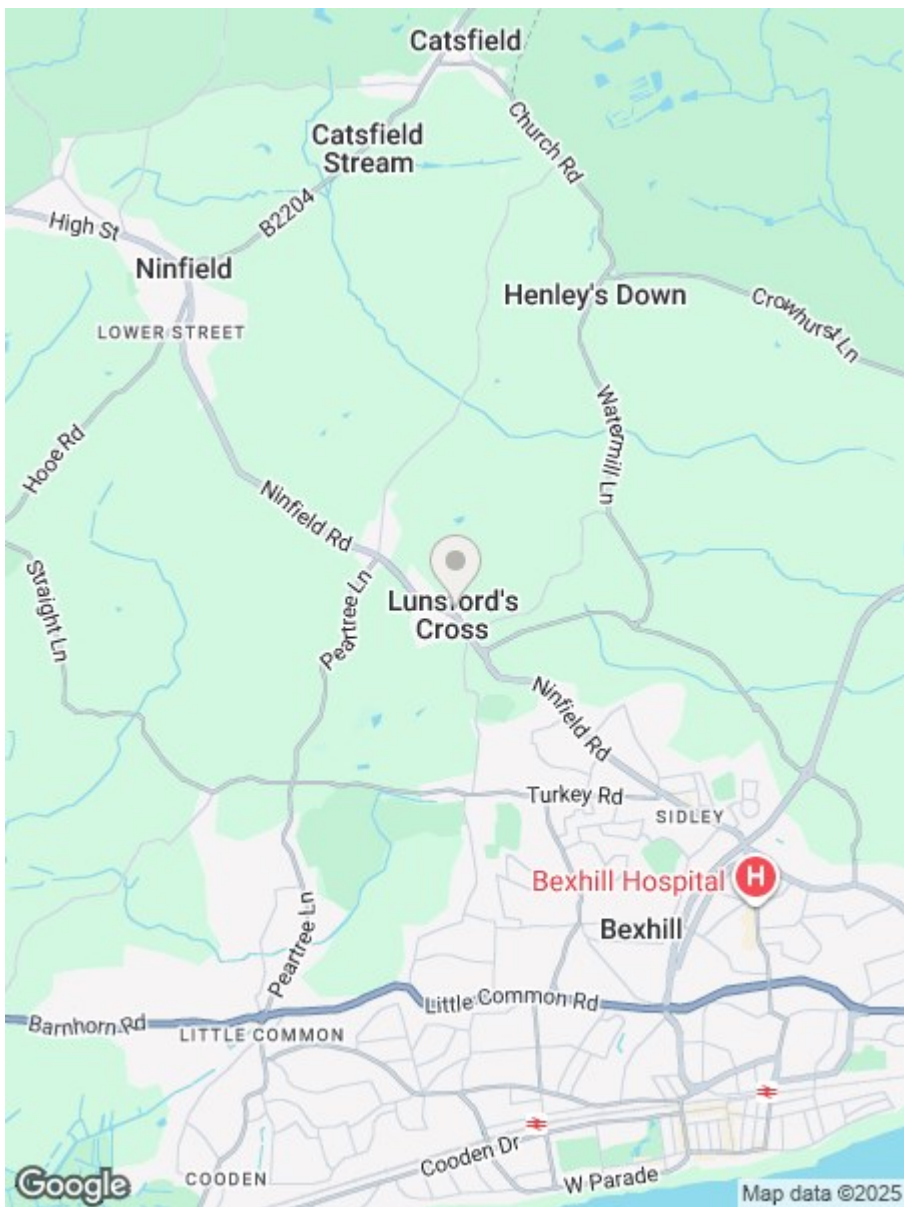 Catsfield
Church Rd
Catsfield
Stream
B2204
High St
Ninfield
Henley's Down
Crowhurst Ln
LOWER STREET
Hooe Rd
Watermill Ln
Ninfield Rd
Straight Ln
Peartree Ln
Lunsford's
Cross
Ninfield Rd
Turkey Rd
SIDLEY
Bexhill Hospital
H
Bexhill
Peartree Ln
Little Common Rd
Barnhorn Rd
LITTLE COMMON
Cooden Dr
COODEN
W Parade
Google
Map data ©2025